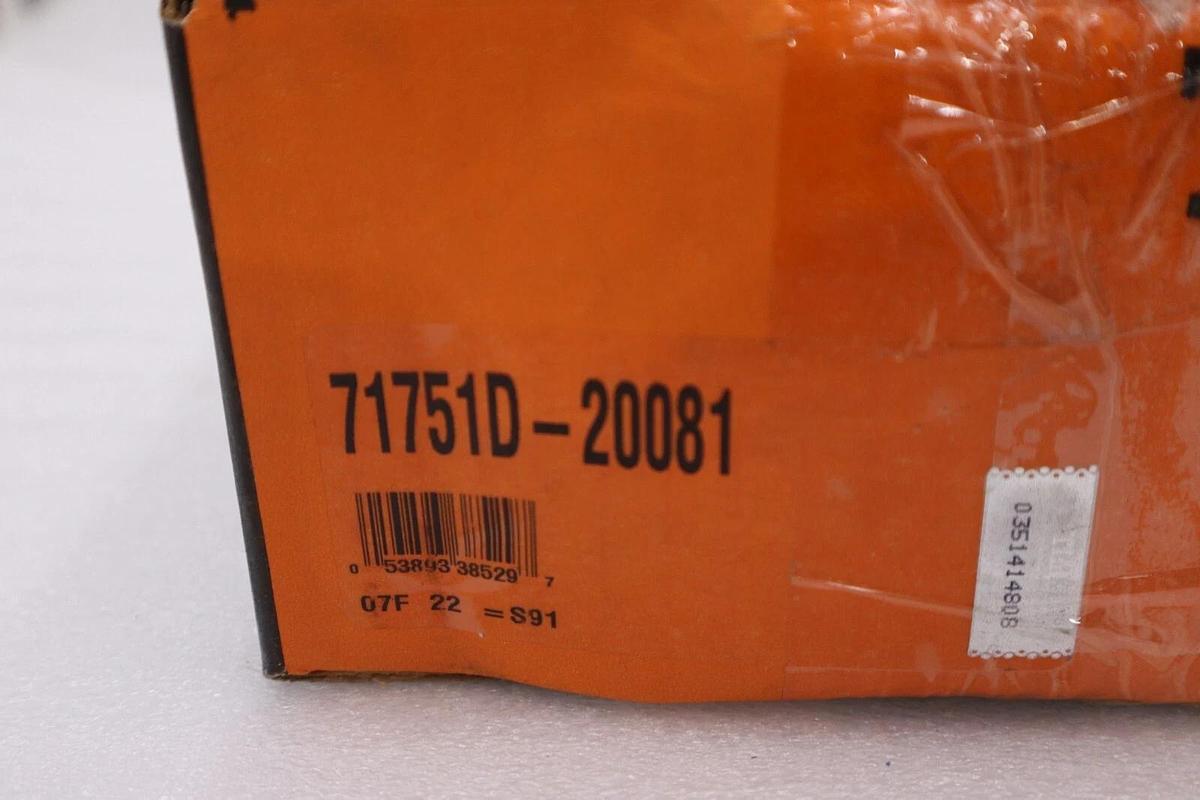 71751D-20081
0 53893 38529 7
07F 22 =S91
0351414808